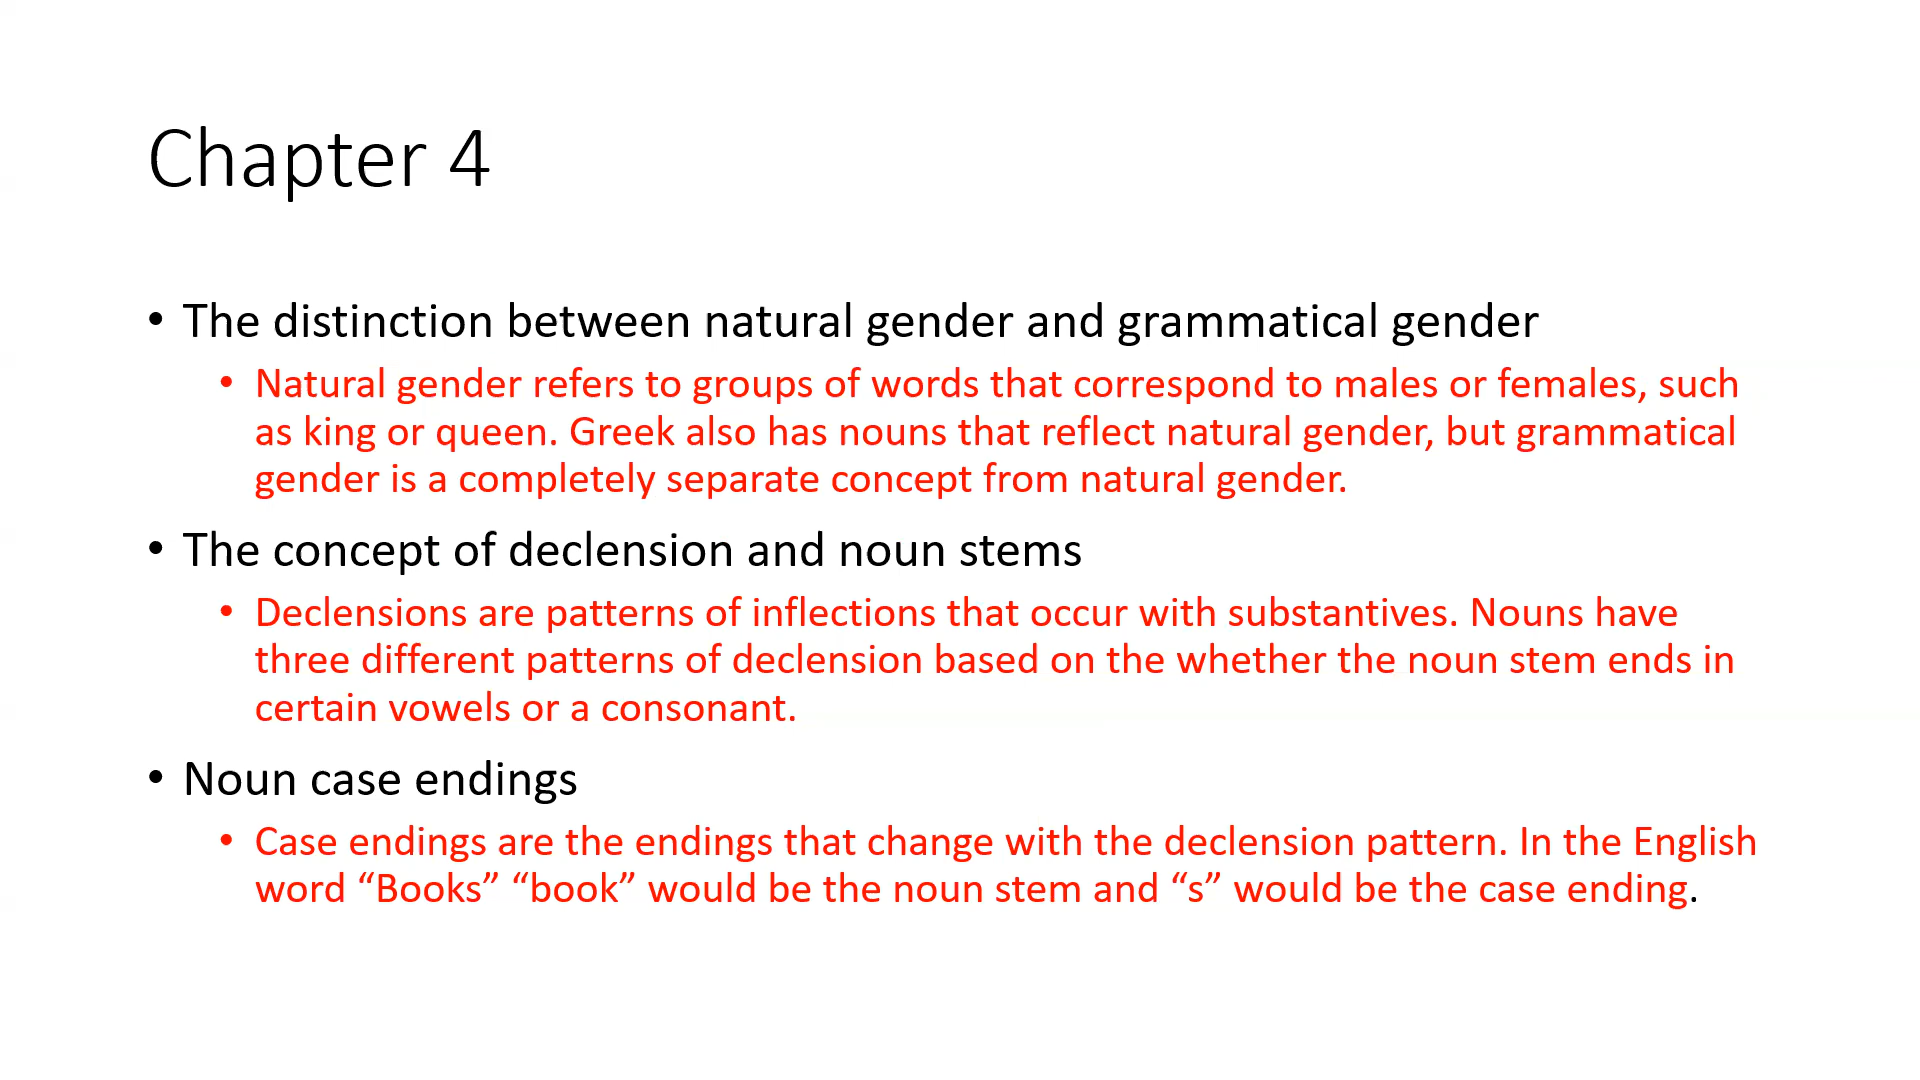 Chapter 4
• The distinction between natural gender and grammatical gender
• Natural gender refers to groups of words that correspond to males or females, such
as king or queen. Greek also has nouns that reflect natural gender, but grammatical
gender is a completely separate concept from natural gender.
• The concept of declension and noun stems
• Declensions are patterns of inflections that occur with substantives. Nouns have
three different patterns of declension based on the whether the noun stem ends in
certain vowels or a consonant.
• Noun case endings
• Case endings are the endings that change with the declension pattern. In the English
word “Books” “book” would be the noun stem and “s” would be the case ending.